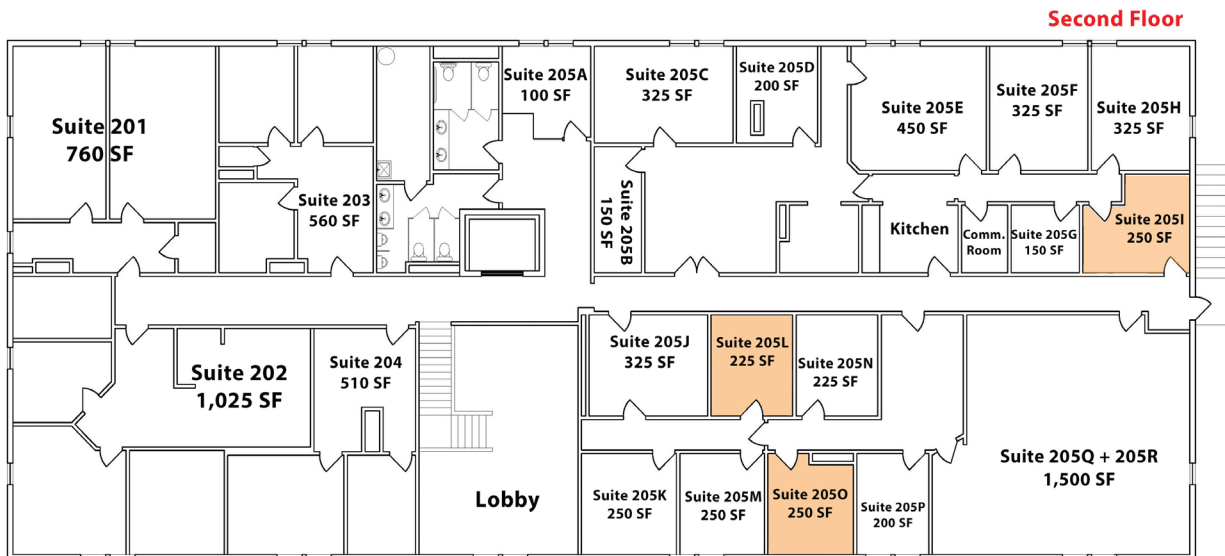 Second Floor
Suite 201
760 SF
Suite 203
560 SF
Suite 205A
100 SF
Suite 205B
150 SF
Suite 205C
325 SF
Suite 205D
200 SF
Suite 205E
450 SF
Suite 205F
325 SF
Suite 205H
325 SF
Kitchen
Comm.
Room
Suite 205G
150 SF
Suite 205I
250 SF
Suite 202
1,025 SF
Suite 204
510 SF
Lobby
Suite 205J
325 SF
Suite 205L
225 SF
Suite 205N
225 SF
Suite 205K
250 SF
Suite 205M
250 SF
Suite 205O
250 SF
Suite 205P
200 SF
Suite 205Q + 205R
1,500 SF